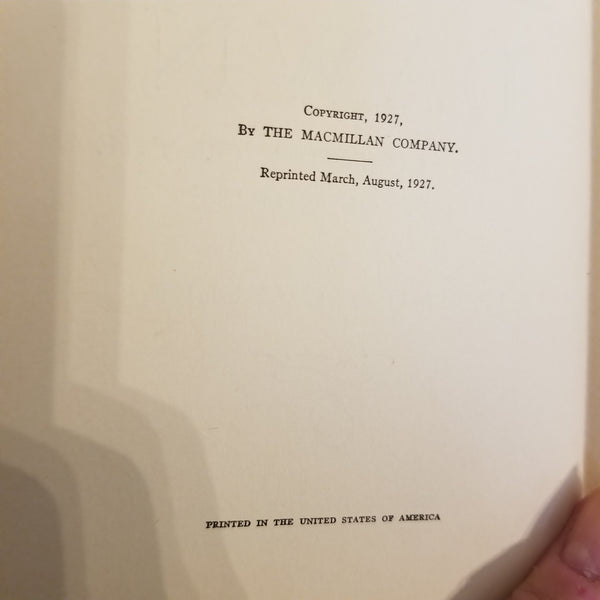 Copyright, 1927,
By THE MACMILLAN COMPANY.
Reprinted March, August, 1927.
PRINTED IN THE UNITED STATES OF AMERICA